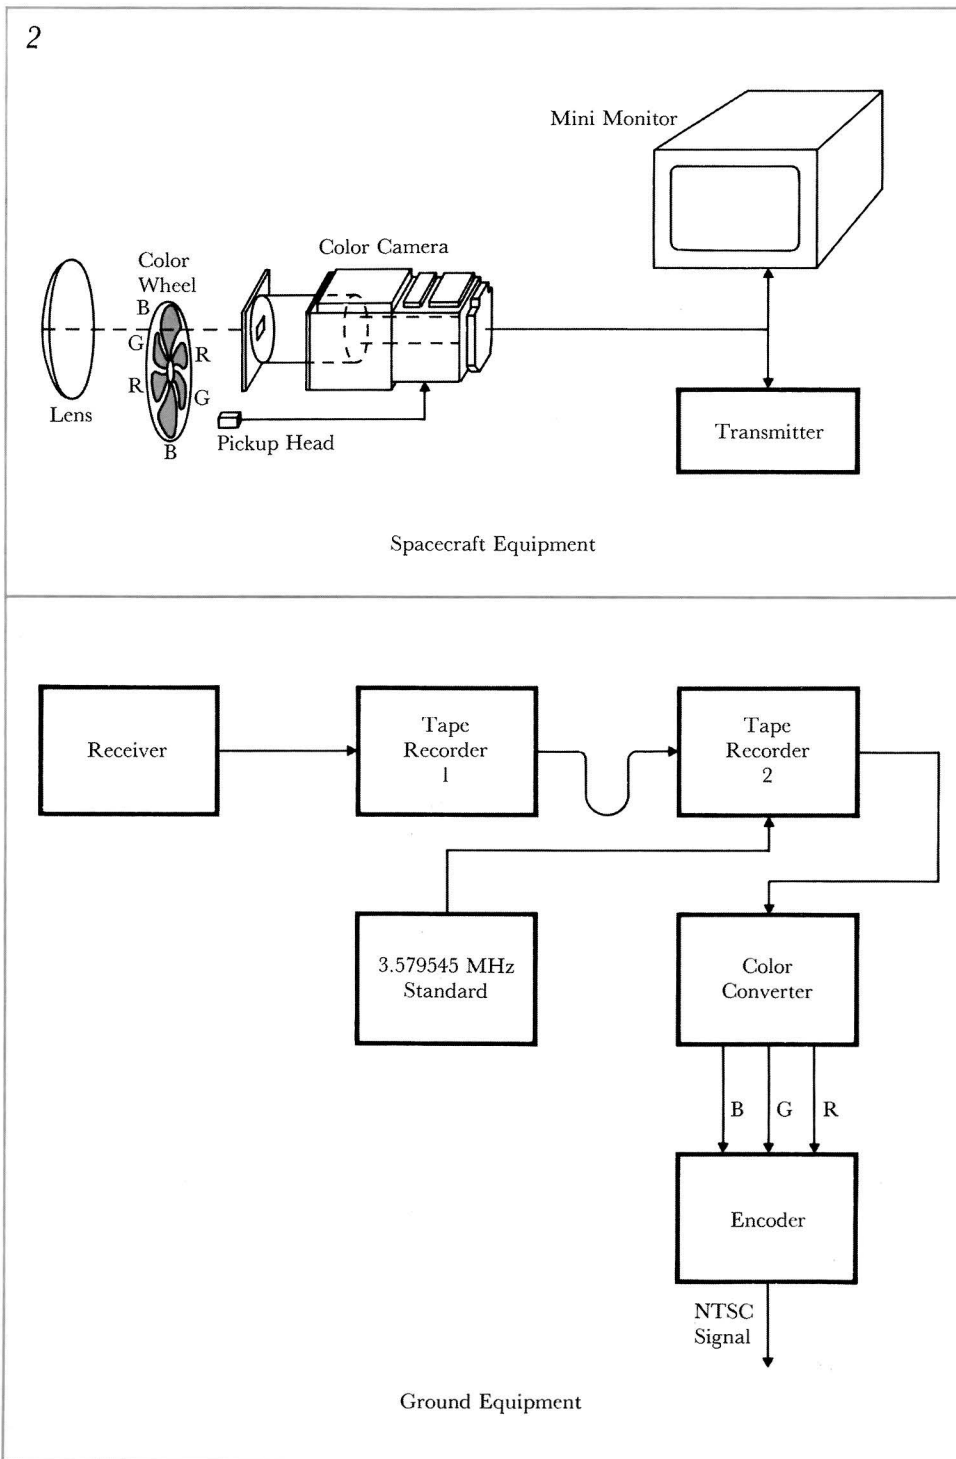 2
Mini Monitor
Color Camera
Color
Wheel
B
G
R
R
G
B
Lens
Pickup Head
Transmitter
Spacecraft Equipment
Receiver
Tape
Recorder
1
Tape
Recorder
2
3.579545 MHz
Standard
Color
Converter
B
G
R
Encoder
NTSC
Signal
Ground Equipment